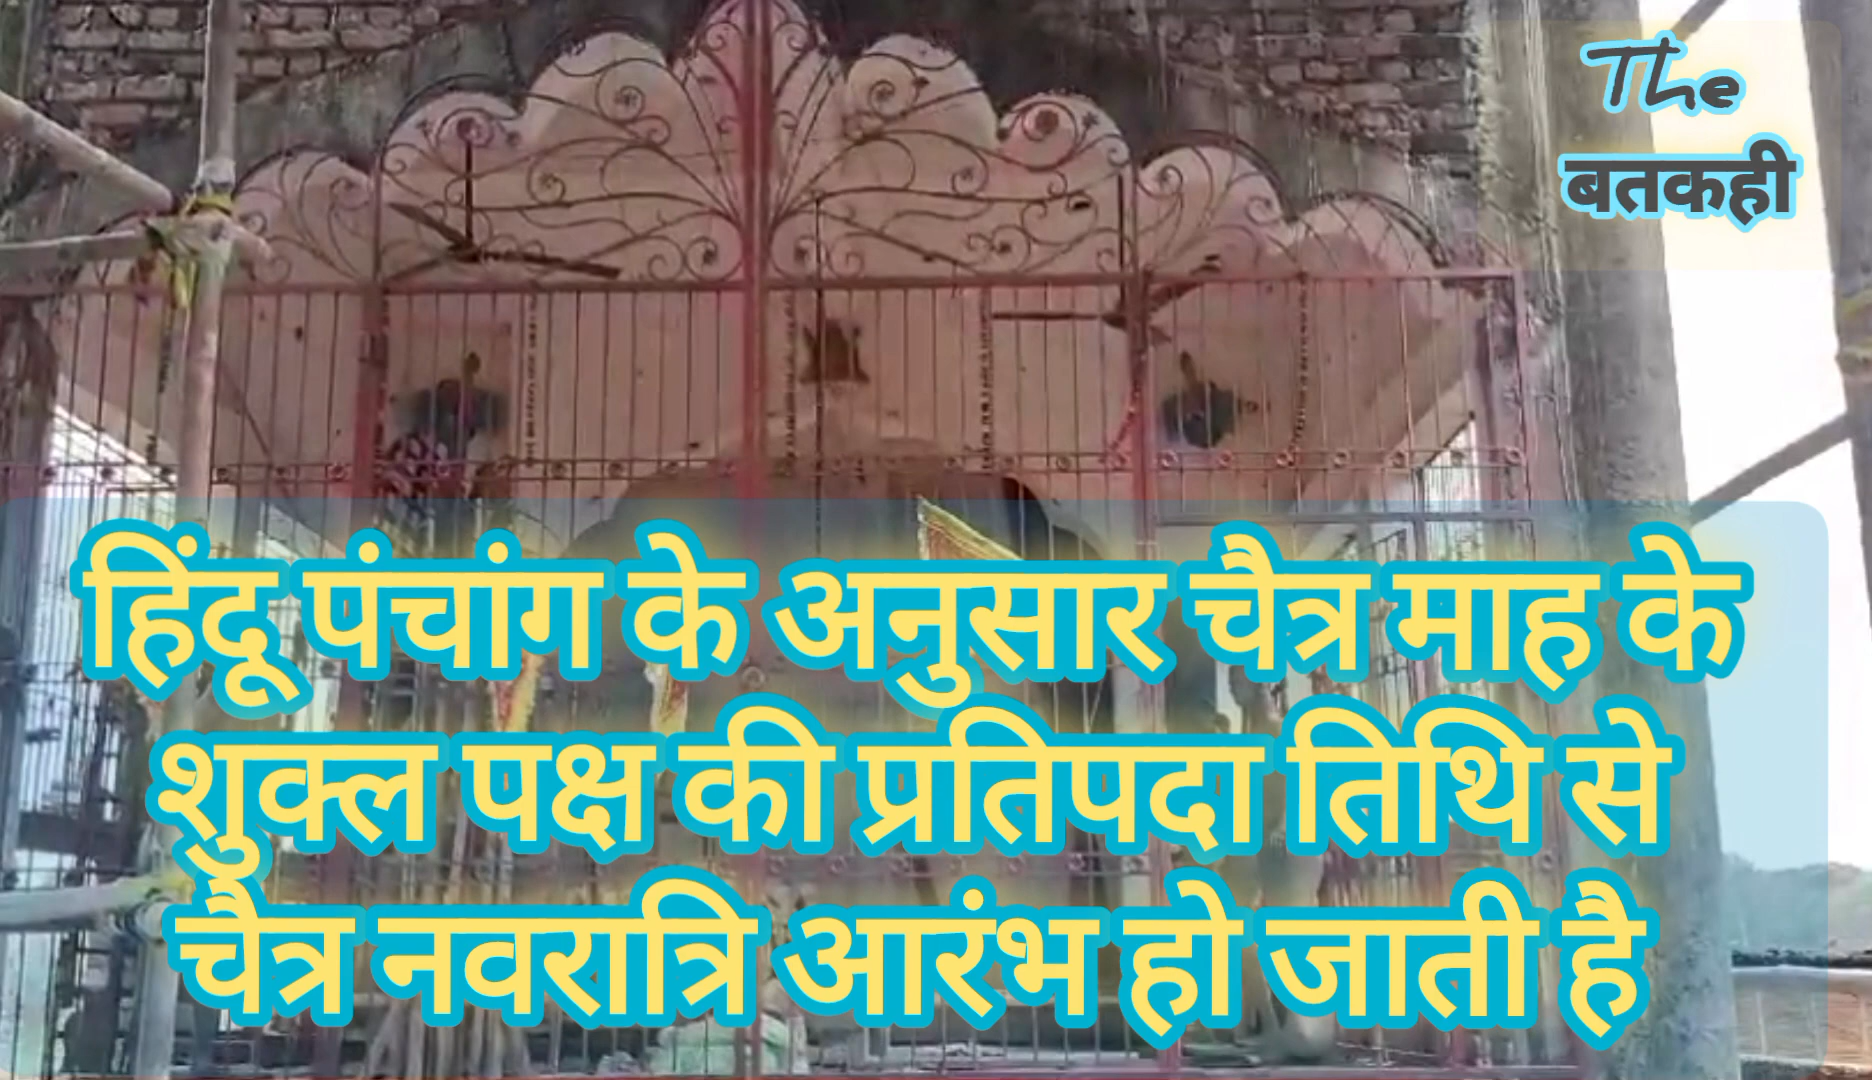 The
बतकही
हिंदू पंचांग के अनुसार चैत्र माह के
शुक्ल पक्ष की प्रतिपदा तिथि से
चैत्र नवरात्रि आरंभ हो जाती है